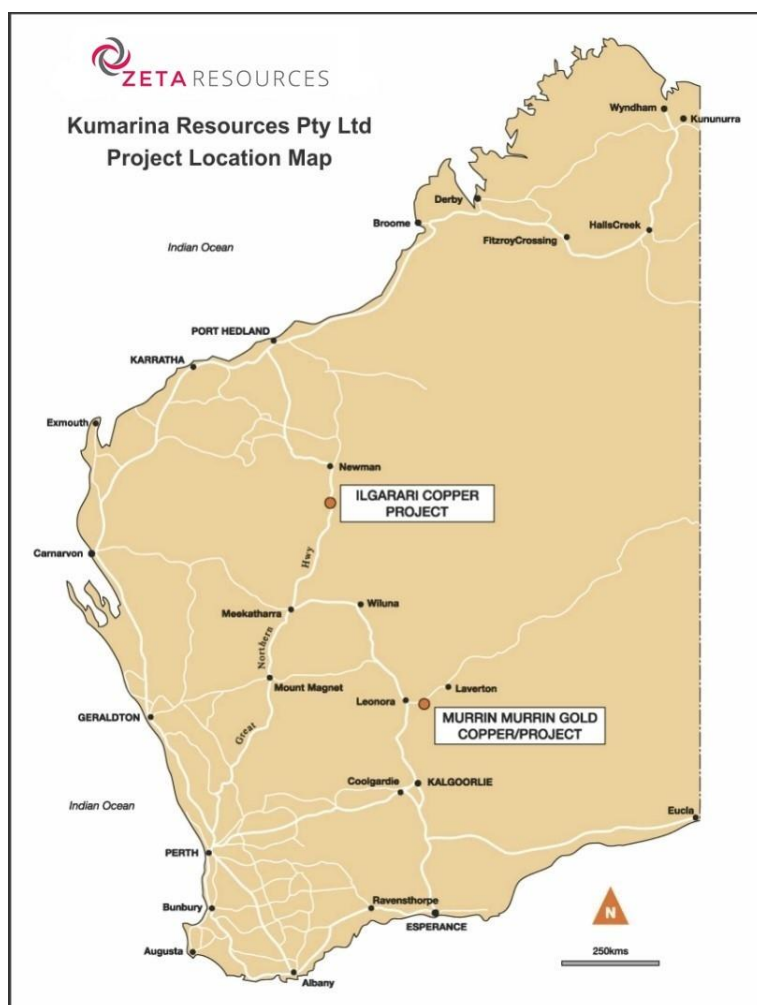 ZETA RESOURCES
Kumarina Resources Pty Ltd
Project Location Map
Wyndham
Kununurra
Derby
Broome
FitzroyCrossing
HallsCreek
Indian Ocean
PORT HEDLAND
KARRATHA
Exmouth
Newman
ILGARARI COPPER
PROJECT
Carnarvon
Hwy
Meekatharra
Wiluna
Northern
Mount Magnet
Laverton
Leonora
GERALDTON
MURRIN MURRIN GOLD
COPPER/PROJECT
Great
Coolgardie
KALGOORLIE
Indian Ocean
Eucla
PERTH
Ravensthorpe
Bunbury
ESPERANCE
N
Augusta
250kms
Albany